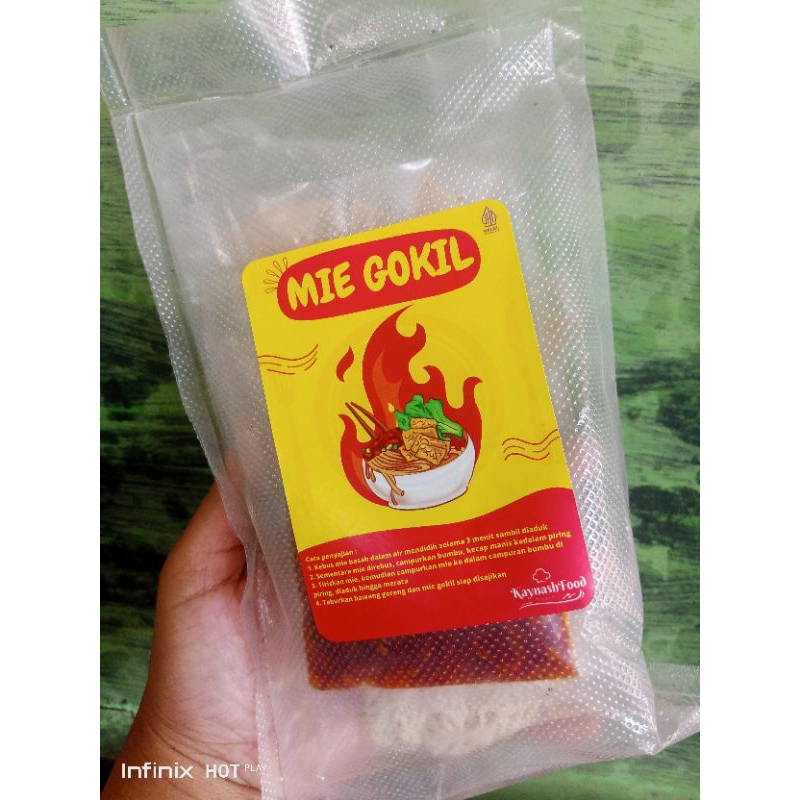 MIE GOKIL
Cara penyajian :
1. Rebus mie basah dalam air mendidih selama 3 menit sambil diaduk
2. Sementara mie direbus, campurkan bumbu, kecap manis kedalam piring
3. Tiriskan mie, kemudian campurkan mie ke dalam campuran bumbu di
piring, diaduk hingga merata
4. Taburkan bawang goreng dan mie gokil siap disajikan
KaynashFood
Infinix HOT PLAY